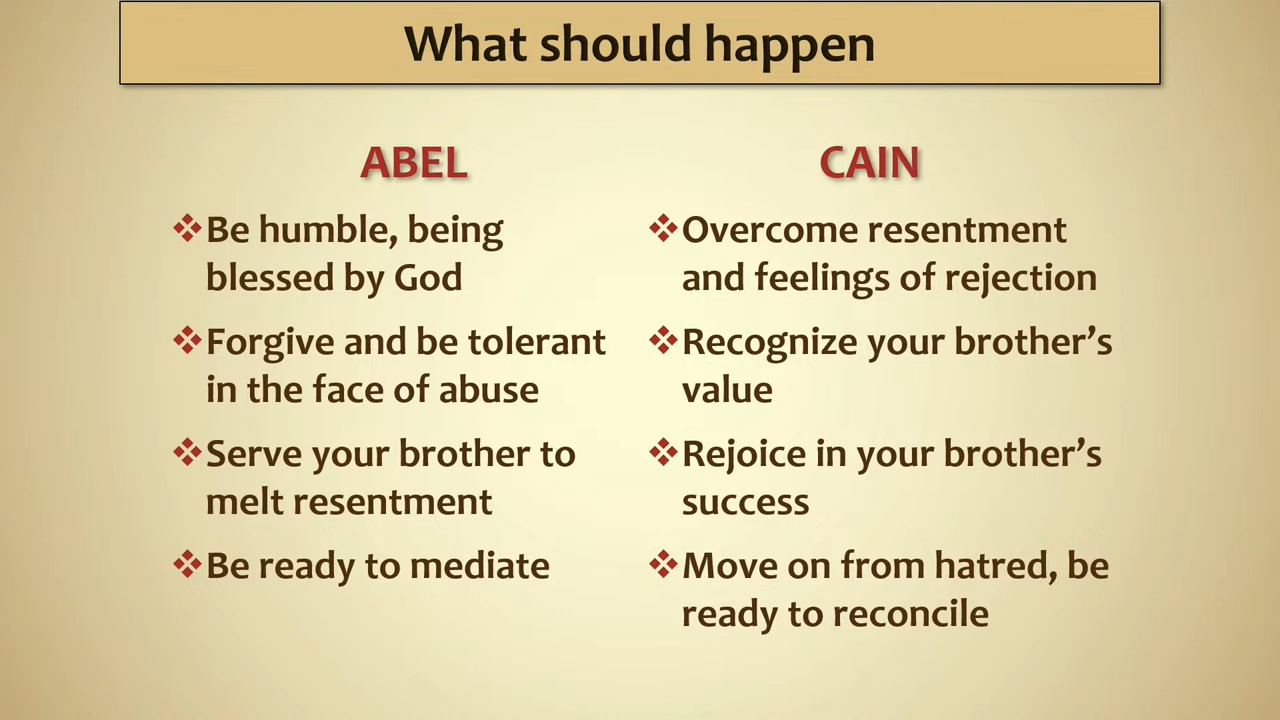 What should happen
ABEL
Be humble, being
blessed by God
Forgive and be tolerant
in the face of abuse
Serve your brother to
melt resentment
Be ready to mediate
CAIN
Overcome resentment
and feelings of rejection
Recognize your brother’s
value
Rejoice in your brother’s
success
Move on from hatred, be
ready to reconcile